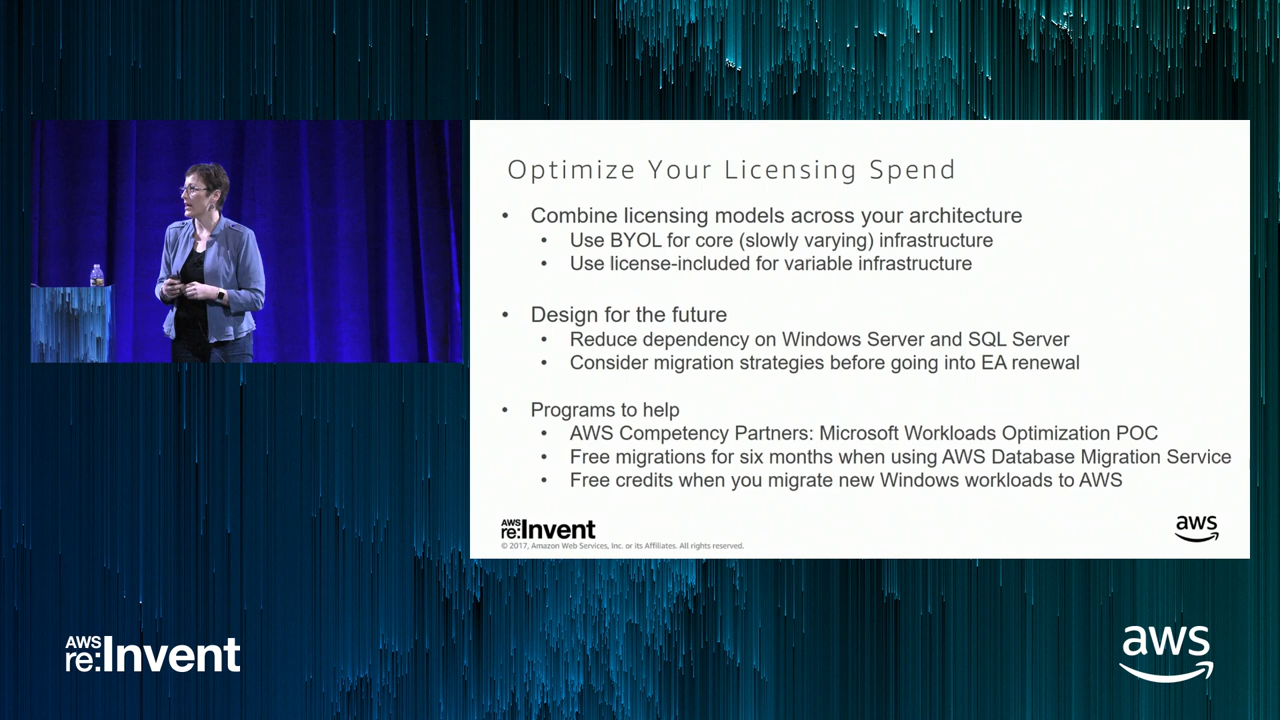 Optimize Your Licensing Spend
• Combine licensing models across your architecture
• Use BYOL for core (slowly varying) infrastructure
• Use license-included for variable infrastructure
• Design for the future
• Reduce dependency on Windows Server and SQL Server
• Consider migration strategies before going into EA renewal
• Programs to help
• AWS Competency Partners: Microsoft Workloads Optimization POC
• Free migrations for six months when using AWS Database Migration Service
• Free credits when you migrate new Windows workloads to AWS
AWS
re:Invent
aws
© 2017, Amazon Web Services, Inc. or its Affiliates. All rights reserved.
AWS
re:Invent
aws